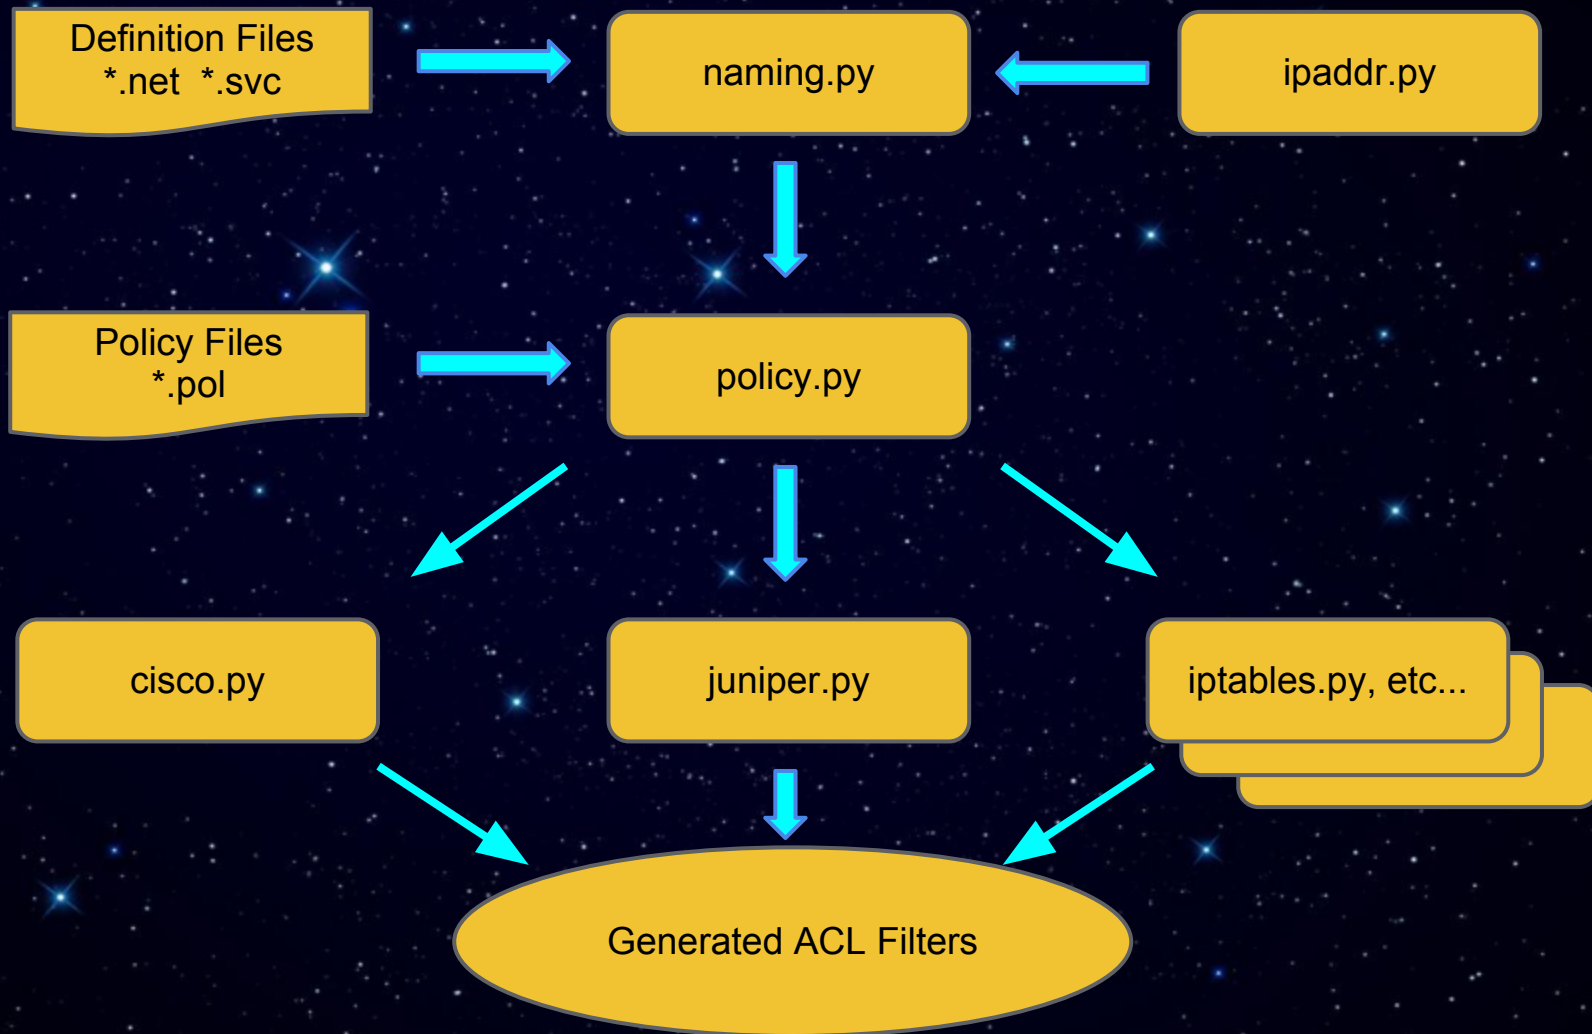 Definition Files
*.net  *.svc
naming.py
ipaddr.py
Policy Files
*.pol
policy.py
cisco.py
juniper.py
iptables.py, etc...
Generated ACL Filters